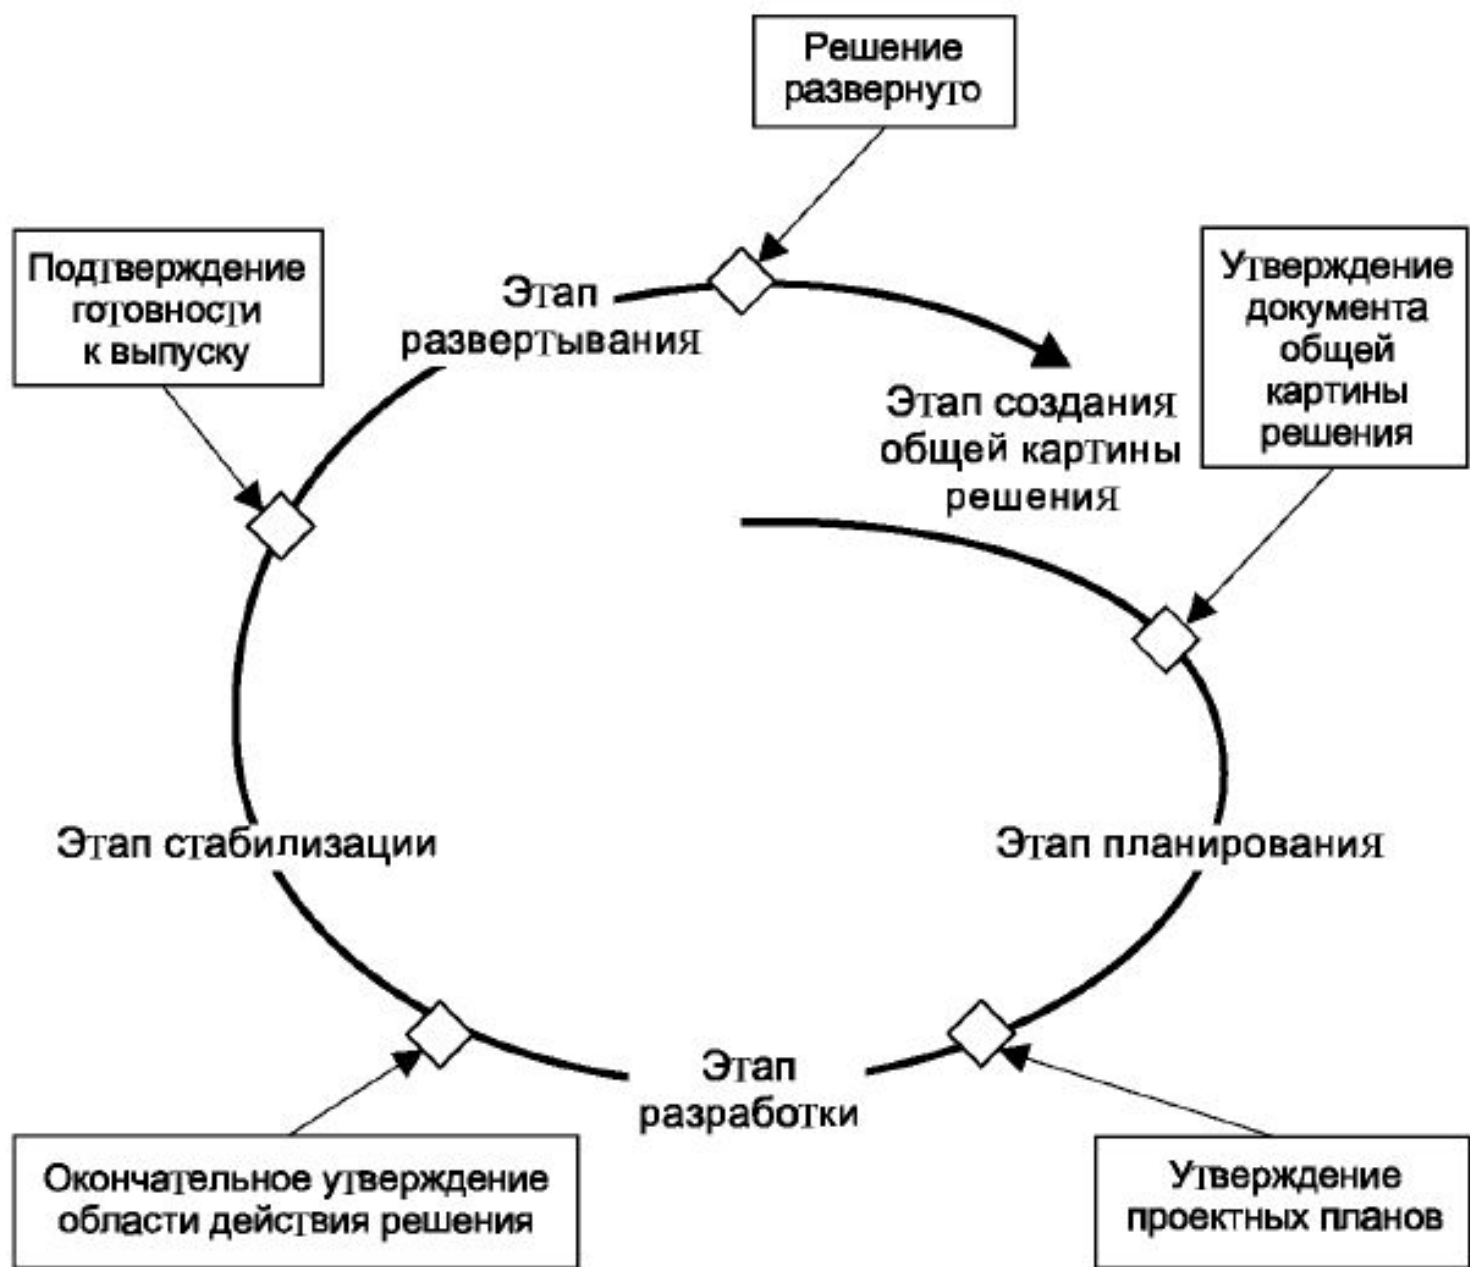 Решение
развернуто
Подтверждение
готовности
к выпуску
Этап
развертывания
Утверждение
документа
общей
картины
решения
Этап создания
общей картины
решения
Этап стабилизации
Этап планирования
Этап
разработки
Окончательное утверждение
области действия решения
Утверждение
проектных планов